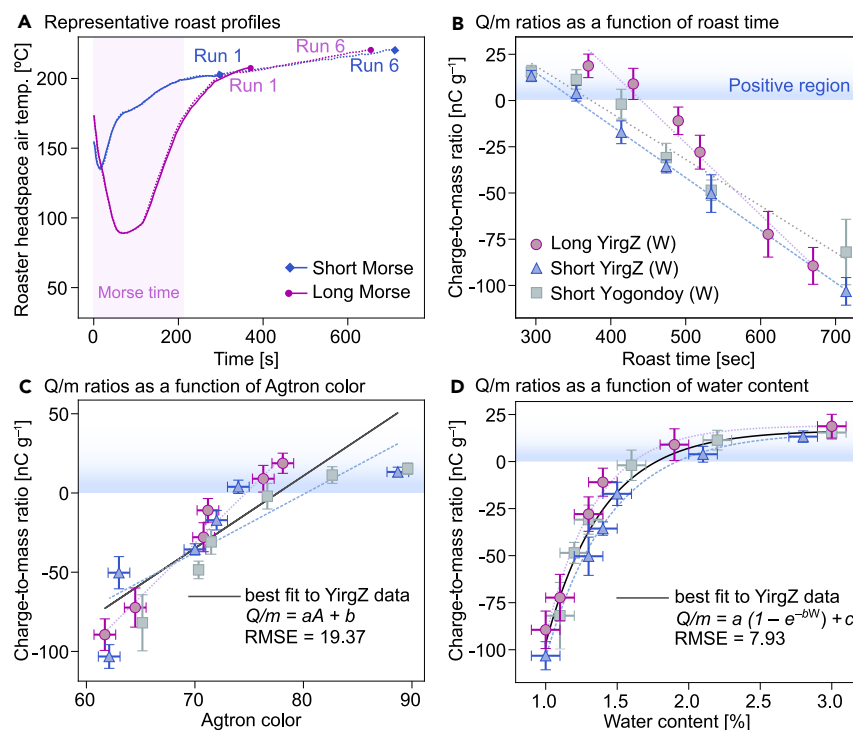 A Representative roast profiles
Roaster headspace air temp. [ºC]
200
150
100
50
Run 1
Run 6
Run 1
Run 6
Short Morse
Long Morse
Morse time
0
200
400
600
Time [s]
B Q/m ratios as a function of roast time
Charge-to-mass ratio [nC g⁻¹]
25
0
-25
-50
-75
-100
Positive region
Long YirgZ (W)
Short YirgZ (W)
Short Yogondoy (W)
300
400
500
600
700
Roast time [sec]
C Q/m ratios as a function of Agtron color
Charge-to-mass ratio [nC g⁻¹]
50
0
-50
-100
best fit to YirgZ data
Q/m = aA + b
RMSE = 19.37
60
70
80
90
Agtron color
D Q/m ratios as a function of water content
Charge-to-mass ratio [nC g⁻¹]
25
0
-25
-50
-75
-100
best fit to YirgZ data
Q/m = a (1 – e⁻ᵇᵂ) + c
RMSE = 7.93
1.0
1.5
2.0
2.5
3.0
Water content [%]